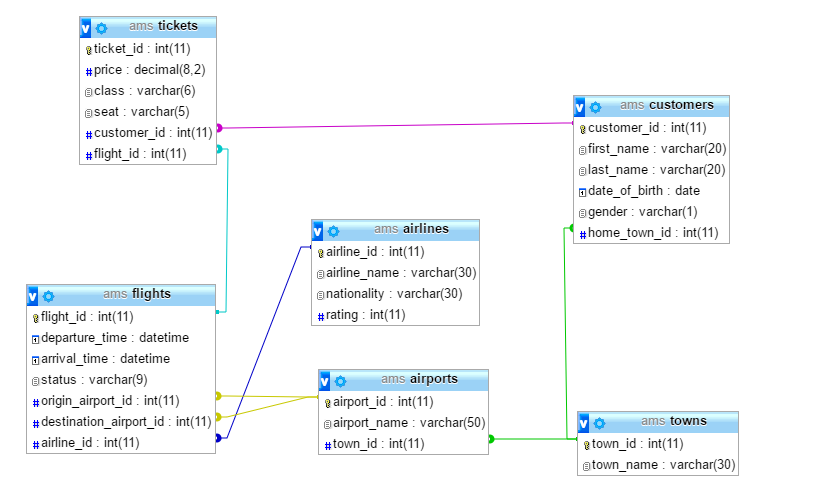 ams tickets
ticket_id : int(11)
# price : decimal(8,2)
class : varchar(6)
seat : varchar(5)
# customer_id : int(11)
# flight_id : int(11)
v ams customers
customer_id : int(11)
first_name : varchar(20)
last_name : varchar(20)
date_of_birth : date
gender : varchar(1)
# home_town_id : int(11)
v ams airlines
airline_id : int(11)
airline_name : varchar(30)
nationality : varchar(30)
# rating : int(11)
v ams flights
flight_id : int(11)
departure_time : datetime
arrival_time : datetime
status : varchar(9)
# origin_airport_id : int(11)
# destination_airport_id : int(11)
# airline_id : int(11)
v ams airports
airport_id : int(11)
airport_name : varchar(50)
# town_id : int(11)
v ams towns
town_id : int(11)
town_name : varchar(30)